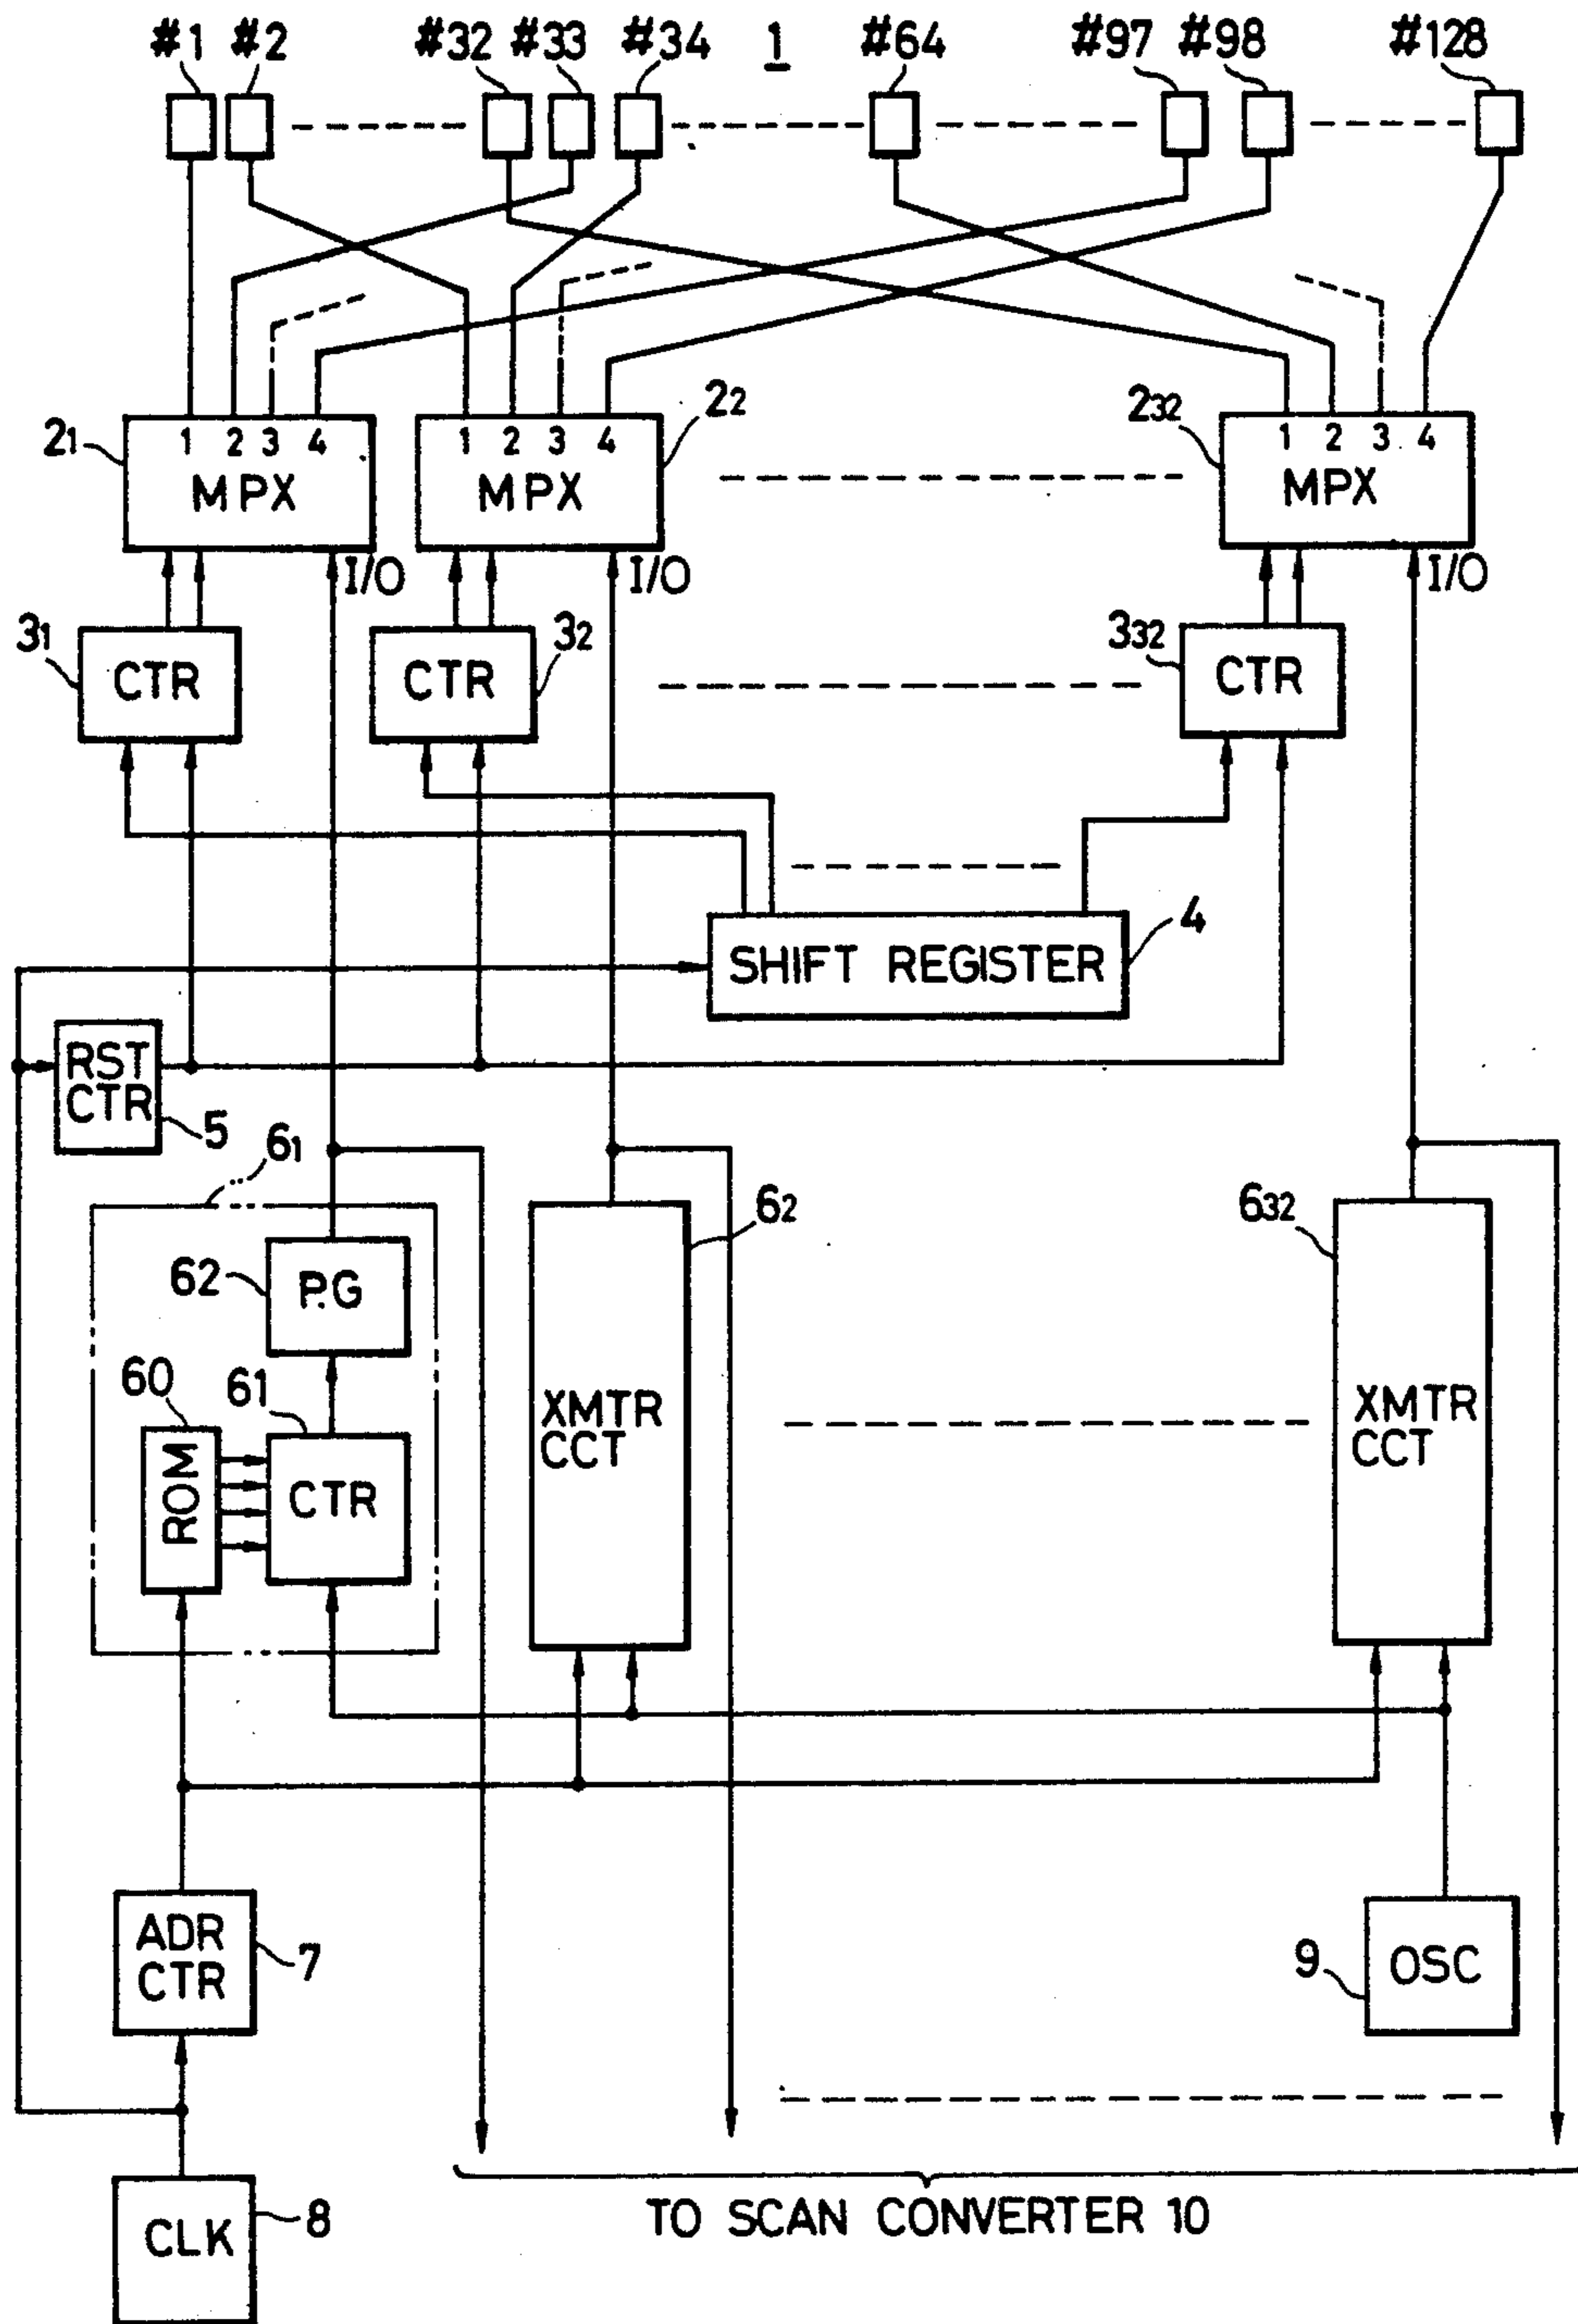 #1 #2 #32 #33 #34 1 #64 #97 #98 #128
21 1 2 3 4 MPX I/O
22 1 2 3 4 MPX I/O
232 1 2 3 4 MPX I/O
31 CTR
32 CTR
332 CTR
SHIFT REGISTER 4
RST
CTR
5
61
62 P.G
60 ROM
61 CTR
62
XMTR
CCT
632
XMTR
CCT
ADR
CTR
7
9 OSC
CLK 8
TO SCAN CONVERTER 10